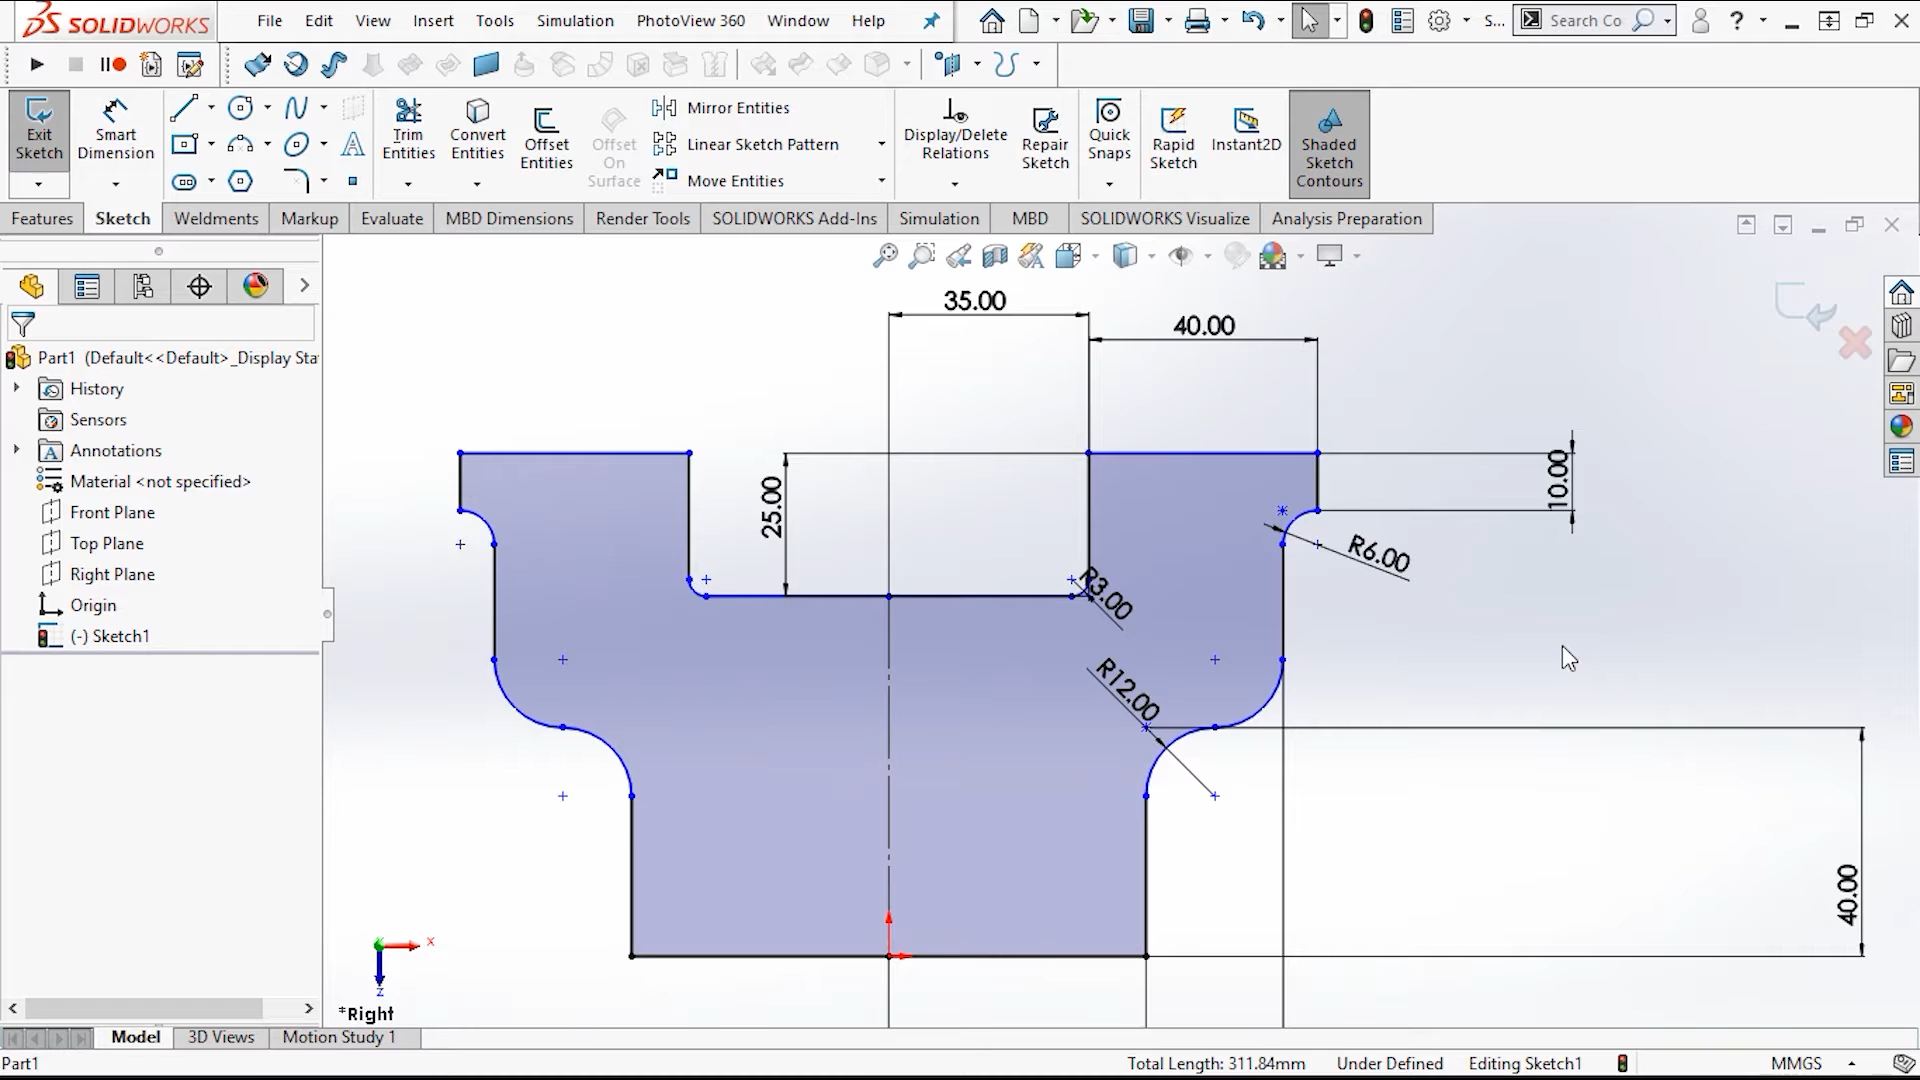 SOLIDWORKS File Edit View Insert Tools Simulation PhotoView 360 Window Help S... Search Co ?
Exit Sketch
Smart Dimension
Trim Entities
Convert Entities
Offset Entities
Offset On Surface
Mirror Entities
Linear Sketch Pattern
Move Entities
Display/Delete Relations
Repair Sketch
Quick Snaps
Rapid Sketch
Instant2D
Shaded Sketch Contours
Features Sketch Weldments Markup Evaluate MBD Dimensions Render Tools SOLIDWORKS Add-Ins Simulation MBD SOLIDWORKS Visualize Analysis Preparation
Part1 (Default<<Default>_Display Sta
History
Sensors
Annotations
Material <not specified>
Front Plane
Top Plane
Right Plane
Origin
(-) Sketch1
35.00
40.00
25.00
10.00
R6.00
R3.00
R12.00
40.00
X
Z
*Right
Model 3D Views Motion Study 1
Part1 Total Length: 311.84mm Under Defined Editing Sketch1 MMGS